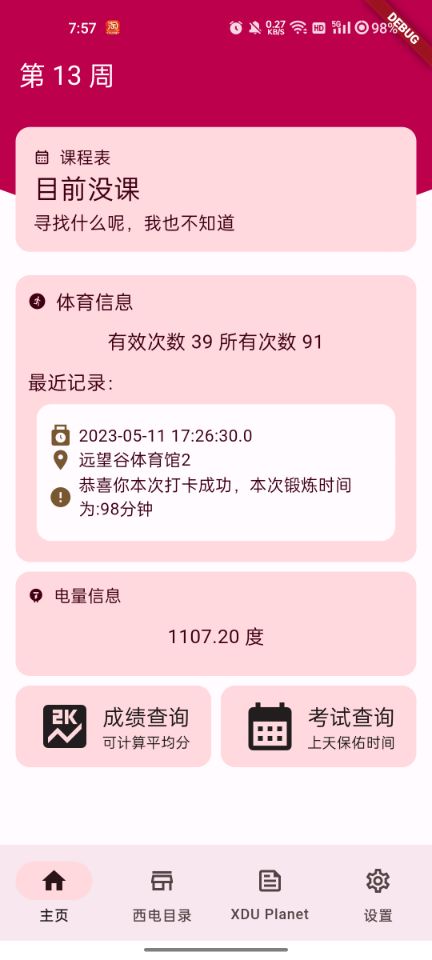 7:57 淘 0.27 KB/S HD 5G 98%
DEBUG
第 13 周
课程表
目前没课
寻找什么呢，我也不知道
体育信息
有效次数 39 所有次数 91
最近记录：
2023-05-11 17:26:30.0
远望谷体育馆2
恭喜你本次打卡成功，本次锻炼时间
为:98分钟
电量信息
1107.20 度
2K 成绩查询
可计算平均分
考试查询
上天保佑时间
主页 西电目录 XDU Planet 设置